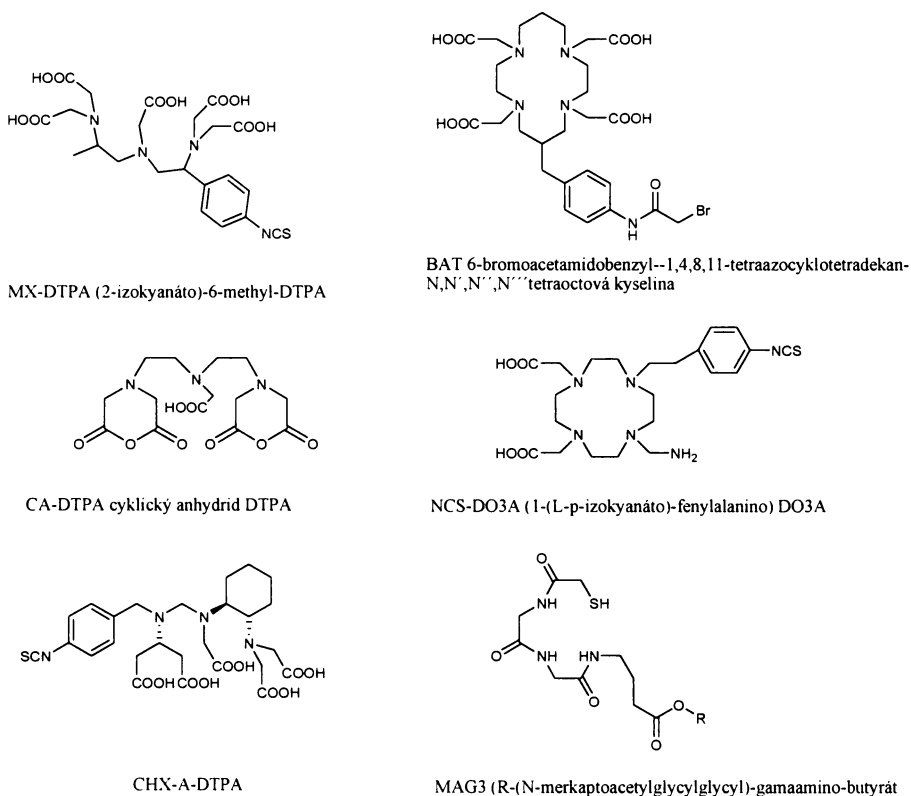 HOOC
HOOC
N
COOH
N
COOH
N
COOH
NCS
MX-DTPA (2-izokyanáto)-6-methyl-DTPA
HOOC
N
N
COOH
HOOC
N
N
COOH
O
N
H
Br
BAT 6-bromoacetamidobenzyl--1,4,8,11-tetraazocyklotetradekan-
N,N´,N´´,N´´´tetraoctová kyselina
N
N
N
HOOC
O
O
O
O
O
O
CA-DTPA cyklický anhydrid DTPA
HOOC
N
N
NCS
HOOC
N
N
NH2
NCS-DO3A (1-(L-p-izokyanáto)-fenylalanino) DO3A
SCN
N
N
N
COOH
COOH
COOH
COOH
COOH
CHX-A-DTPA
O
NH
SH
O
NH
HN
O
O
R
O
MAG3 (R-(N-merkaptoacetylglycylglycyl)-gamaamino-butyrát